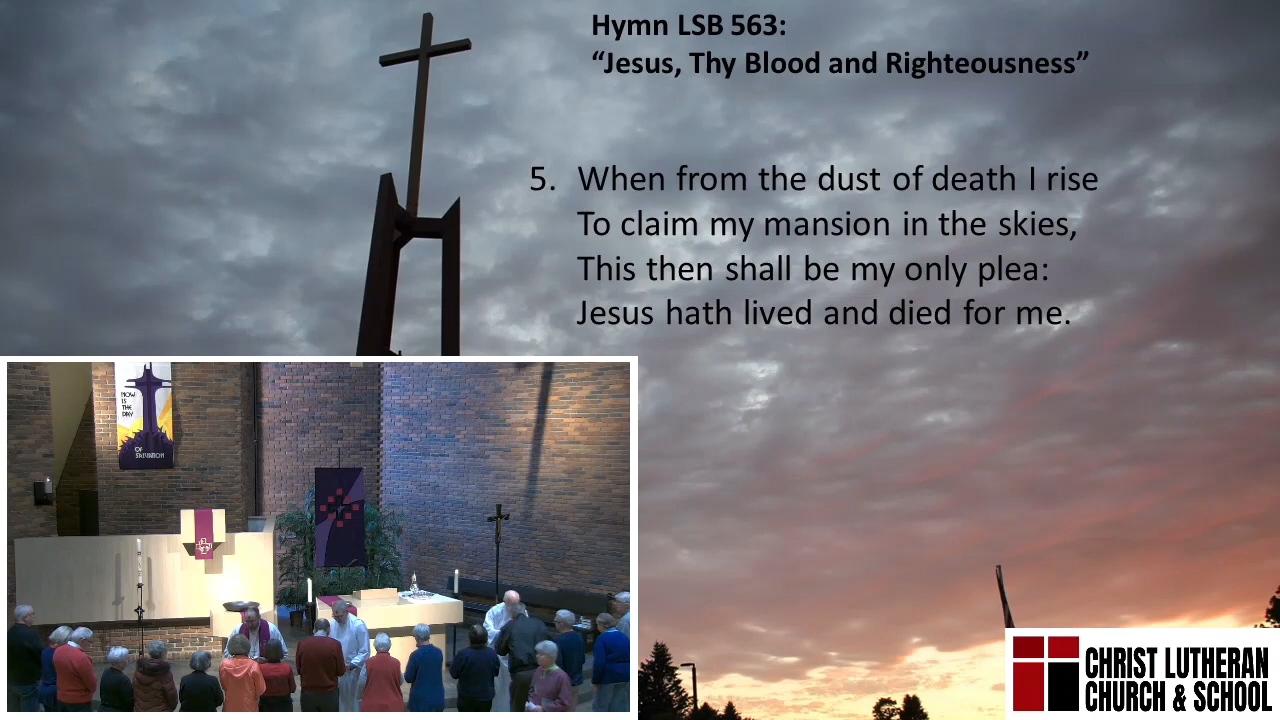 Hymn LSB 563:
“Jesus, Thy Blood and Righteousness”
5. When from the dust of death I rise
To claim my mansion in the skies,
This then shall be my only plea:
Jesus hath lived and died for me.
NOW
IS
THE
DAY
OF
SALVATION
CHRIST LUTHERAN
CHURCH & SCHOOL